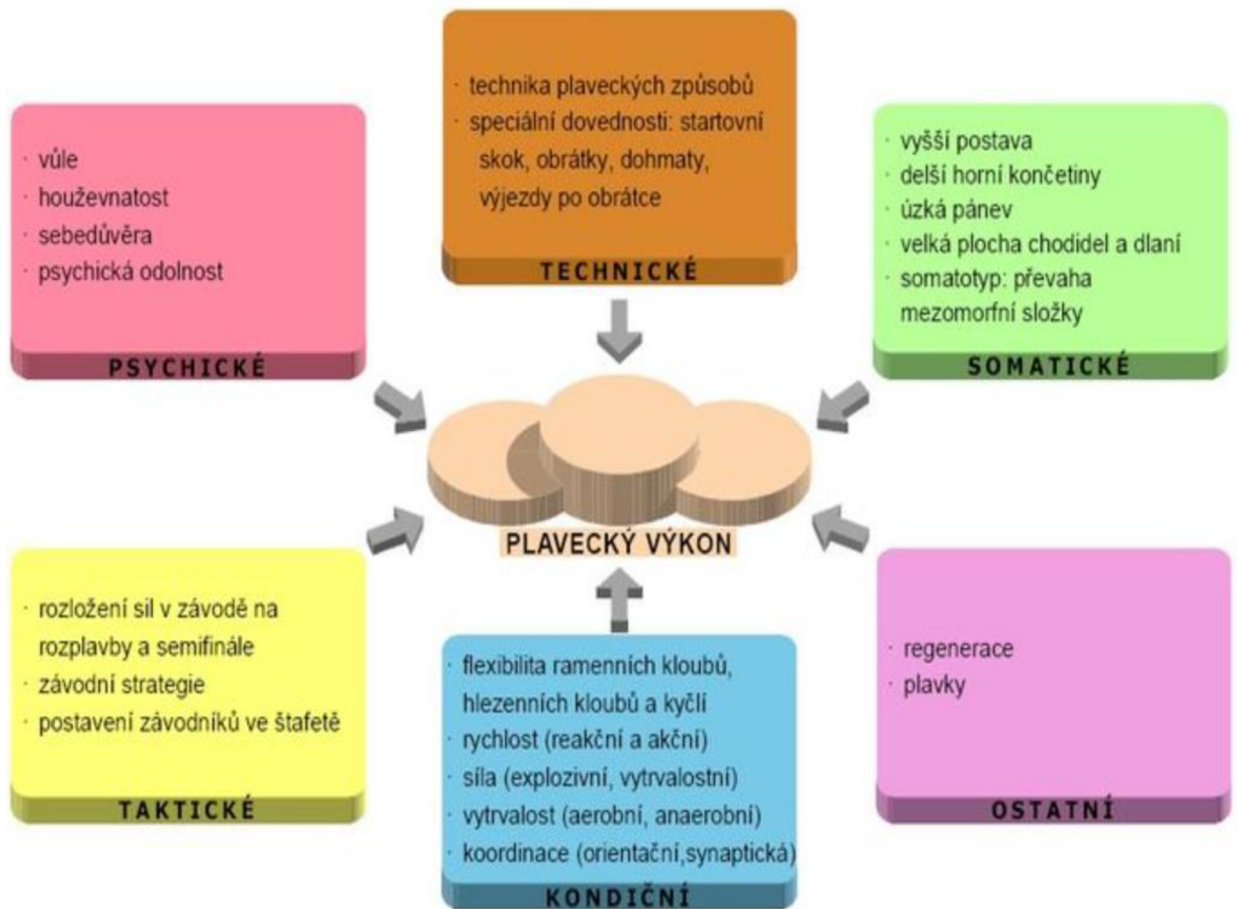 · technika plaveckých způsobů
· speciální dovednosti: startovní
skok, obrátky, dohmaty,
výjezdy po obrátce
TECHNICKÉ
· vůle
· houževnatost
· sebedůvěra
· psychická odolnost
PSYCHICKÉ
· vyšší postava
· delší horní končetiny
· úzká pánev
· velká plocha chodidel a dlaní
· somatotyp: převaha
mezomorfní složky
SOMATICKÉ
PLAVECKÝ VÝKON
· rozložení sil v závodě na
rozplavby a semifinále
· závodní strategie
· postavení závodníků ve štafetě
TAKTICKÉ
· flexibilita ramenních kloubů,
hlezenních kloubů a kyčlí
· rychlost (reakční a akční)
· síla (explozivní, vytrvalostní)
· vytrvalost (aerobní, anaerobní)
· koordinace (orientační,synaptická)
KONDIČNÍ
· regenerace
· plavky
OSTATNÍ